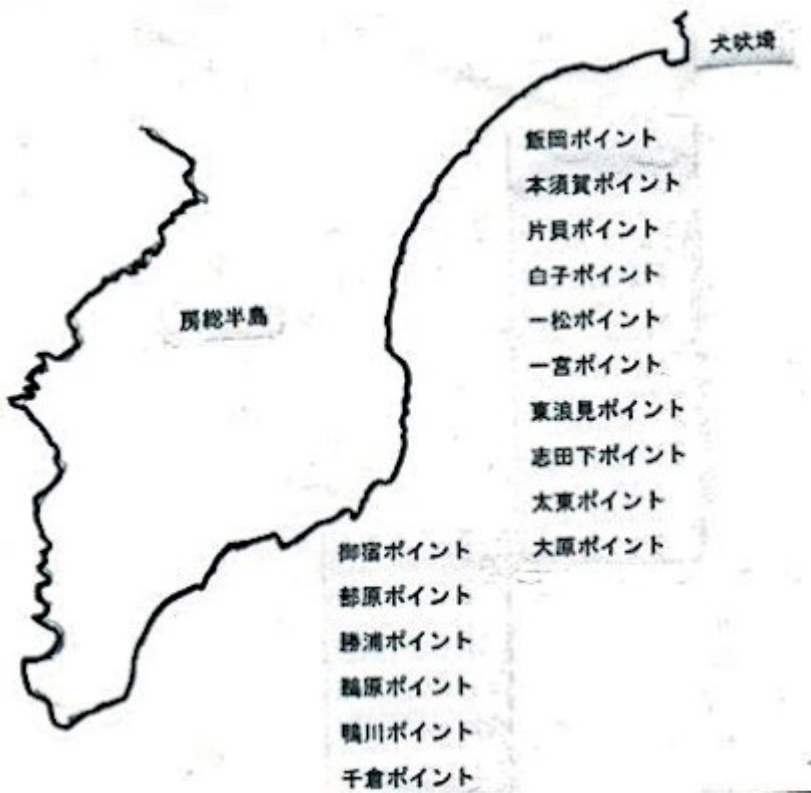 犬吠埼
飯岡ポイント
本須賀ポイント
片貝ポイント
白子ポイント
一松ポイント
一宮ポイント
東浪見ポイント
志田下ポイント
太東ポイント
大原ポイント
房総半島
御宿ポイント
部原ポイント
勝浦ポイント
鵜原ポイント
鴨川ポイント
千倉ポイント